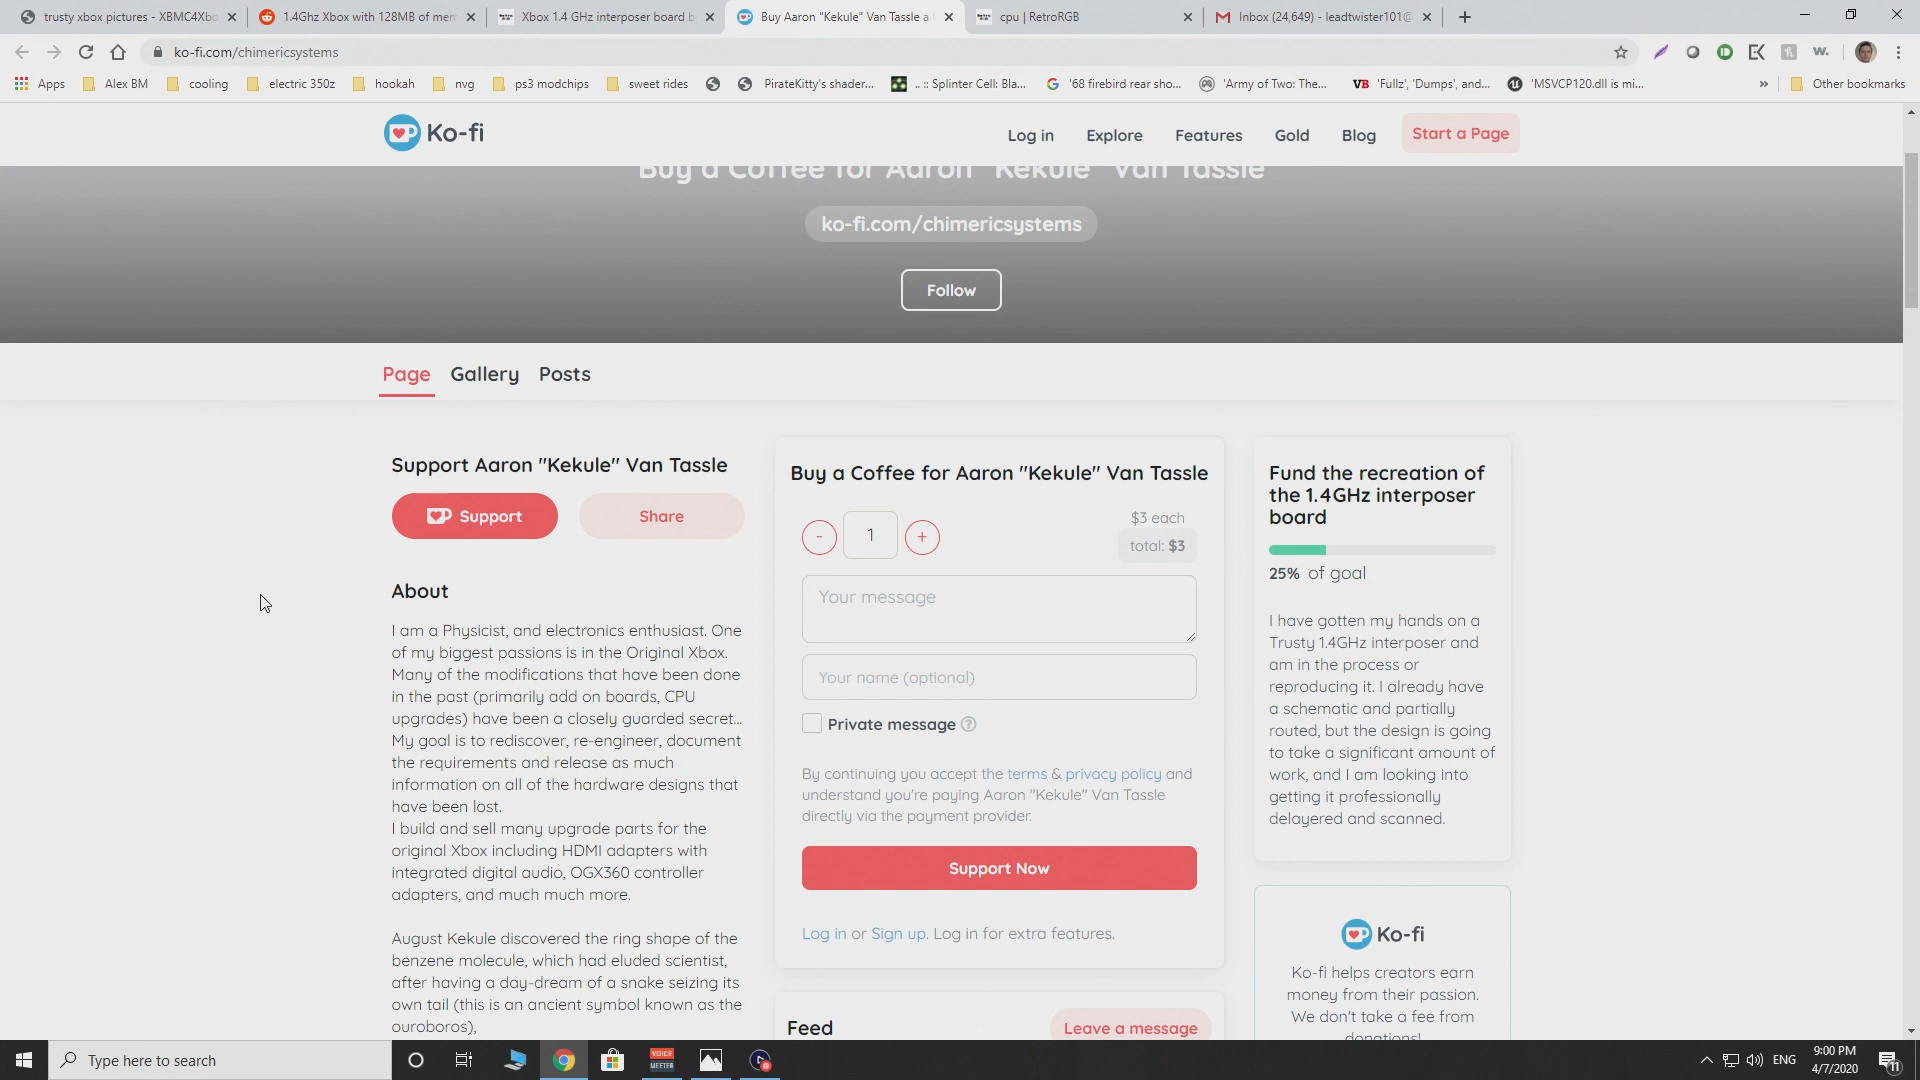 trusty xbox pictures - XBMC4Xbo
1.4Ghz Xbox with 128MB of mem
Xbox 1.4 GHz interposer board b
Buy Aaron "Kekule" Van Tassle a
cpu | RetroRGB
Inbox (24,649) - leadtwister101@
ko-fi.com/chimericsystems
Apps
Alex BM
cooling
electric 350z
hookah
nvg
ps3 modchips
sweet rides
PirateKitty's shader...
.. :: Splinter Cell: Bla...
'68 firebird rear sho...
'Army of Two: The...
VB
'Fullz', 'Dumps', and...
'MSVCP120.dll is mi...
»
Other bookmarks
Ko-fi
Log in
Explore
Features
Gold
Blog
Start a Page
Buy a Coffee for Aaron "Kekule" Van Tassle
ko-fi.com/chimericsystems
Follow
Page
Gallery
Posts
Support Aaron "Kekule" Van Tassle
Support
Share
About
I am a Physicist, and electronics enthusiast. One
of my biggest passions is in the Original Xbox.
Many of the modifications that have been done
in the past (primarily add on boards, CPU
upgrades) have been a closely guarded secret...
My goal is to rediscover, re-engineer, document
the requirements and release as much
information on all of the hardware designs that
have been lost.
I build and sell many upgrade parts for the
original Xbox including HDMI adapters with
integrated digital audio, OGX360 controller
adapters, and much much more.
August Kekule discovered the ring shape of the
benzene molecule, which had eluded scientist,
after having a day-dream of a snake seizing its
own tail (this is an ancient symbol known as the
ouroboros),
Buy a Coffee for Aaron "Kekule" Van Tassle
-
1
+
$3 each
total: $3
Your message
Your name (optional)
Private message ?
By continuing you accept the terms & privacy policy and
understand you're paying Aaron "Kekule" Van Tassle
directly via the payment provider.
Support Now
Log in or Sign up. Log in for extra features.
Feed
Leave a message
Fund the recreation of
the 1.4GHz interposer
board
25% of goal
I have gotten my hands on a
Trusty 1.4GHz interposer and
am in the process or
reproducing it. I already have
a schematic and partially
routed, but the design is going
to take a significant amount of
work, and I am looking into
getting it professionally
delayered and scanned.
Ko-fi
Ko-fi helps creators earn
money from their passion.
We don't take a fee from
donations!
Type here to search
VOICE
MEETER
ENG
9:00 PM
4/7/2020
11